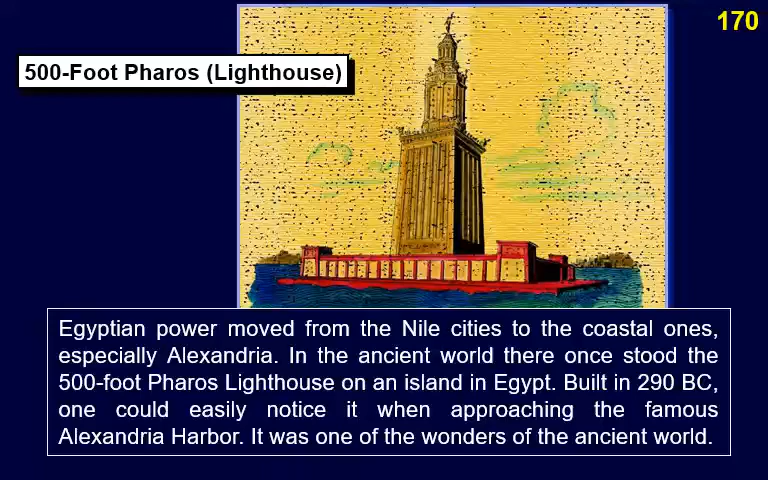 170
500-Foot Pharos (Lighthouse)
Egyptian power moved from the Nile cities to the coastal ones,
especially Alexandria. In the ancient world there once stood the
500-foot Pharos Lighthouse on an island in Egypt. Built in 290 BC,
one could easily notice it when approaching the famous
Alexandria Harbor. It was one of the wonders of the ancient world.